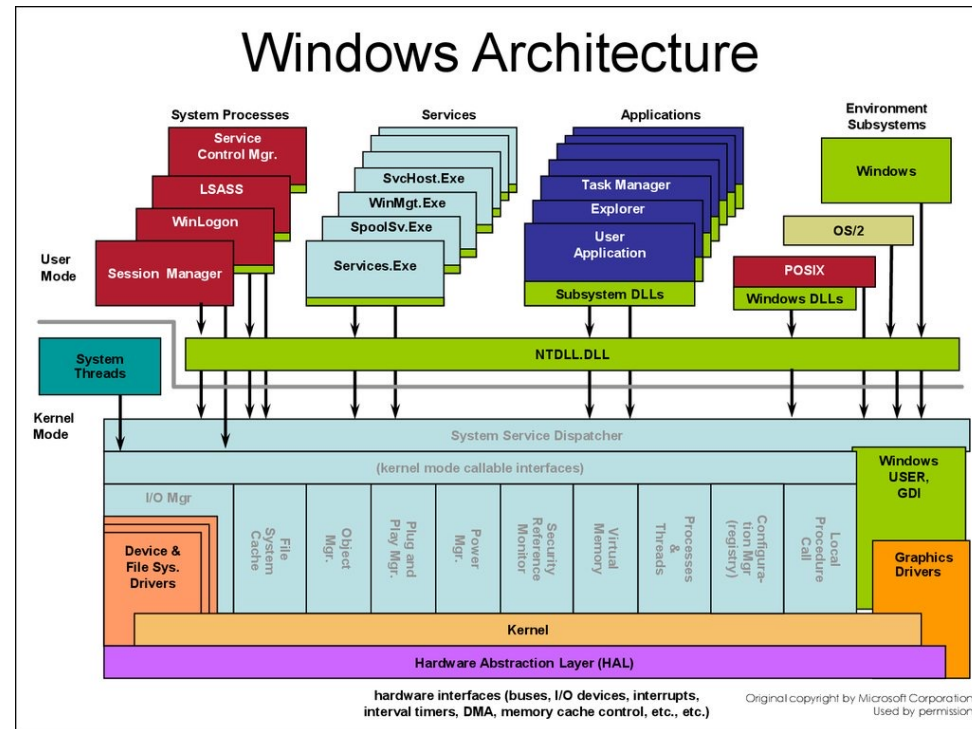 Windows Architecture
System Processes
Services
Applications
Environment
Subsystems
Service
Control Mgr.
LSASS
WinLogon
Session Manager
SvcHost.Exe
WinMgt.Exe
SpoolSv.Exe
Services.Exe
Task Manager
Explorer
User
Application
Subsystem DLLs
Windows
OS/2
POSIX
Windows DLLs
User
Mode
System
Threads
NTDLL.DLL
Kernel
Mode
System Service Dispatcher
(kernel mode callable interfaces)
Windows
USER,
GDI
I/O Mgr
Device &
File Sys.
Drivers
File
System
Cache
Object
Mgr.
Plug and
Play Mgr.
Power
Mgr.
Security
Reference
Monitor
Virtual
Memory
Processes
&
Threads
Configura-
tion Mgr
(registry)
Local
Procedure
Call
Graphics
Drivers
Kernel
Hardware Abstraction Layer (HAL)
hardware interfaces (buses, I/O devices, interrupts,
interval timers, DMA, memory cache control, etc., etc.)
Original copyright by Microsoft Corporation
Used by permission